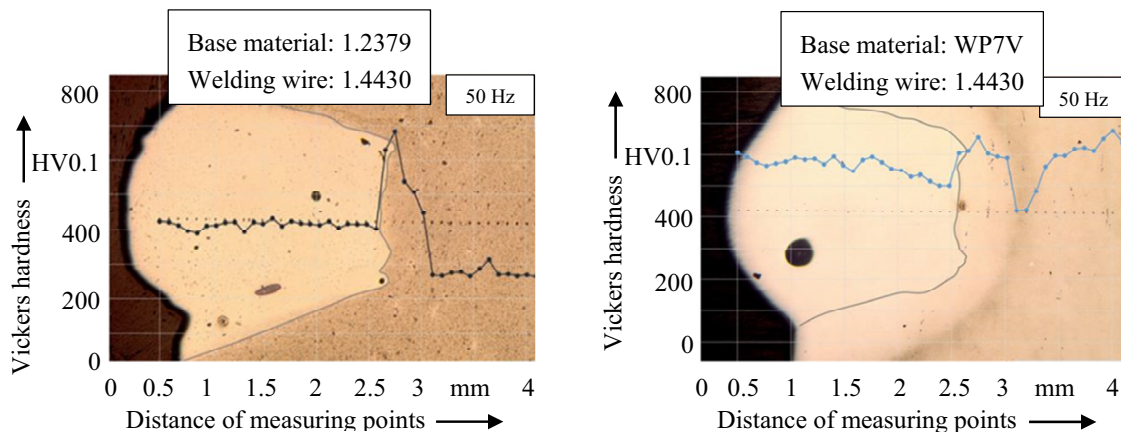 Base material: 1.2379
Welding wire: 1.4430
50 Hz
800
HV0.1
400
200
0
Vickers hardness
0 0.5 1 1.5 2 2.5 3 mm 4
Distance of measuring points
Base material: WP7V
Welding wire: 1.4430
50 Hz
800
HV0.1
400
200
0
Vickers hardness
0 0.5 1 1.5 2 2.5 3 mm 4
Distance of measuring points